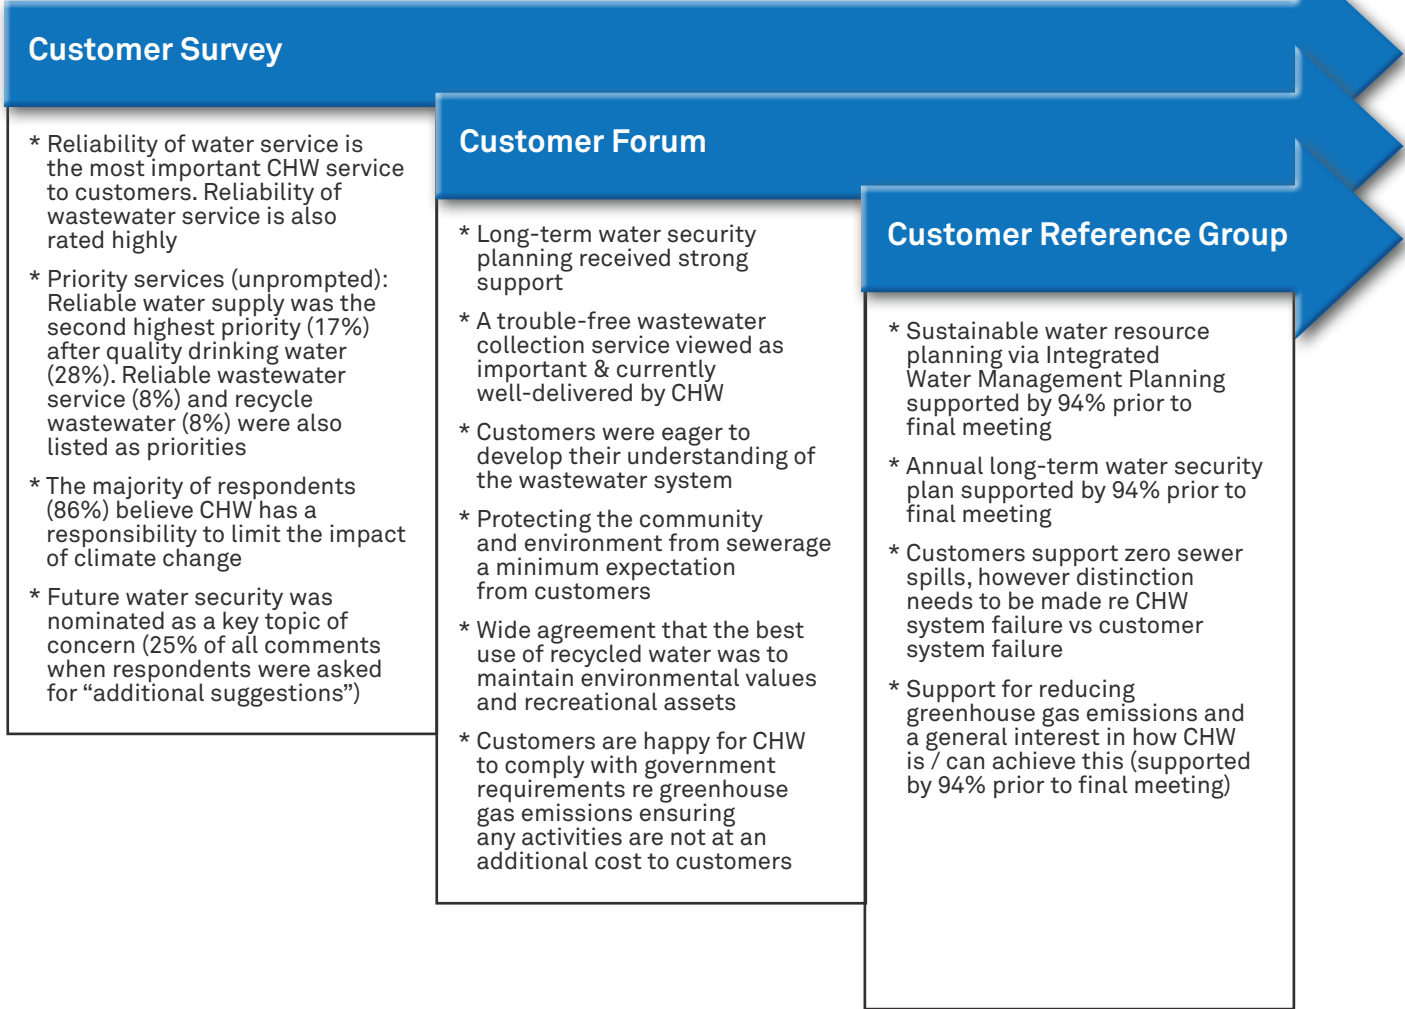 Customer Survey
* Reliability of water service is
the most important CHW service
to customers. Reliability of
wastewater service is also
rated highly
* Priority services (unprompted):
Reliable water supply was the
second highest priority (17%)
after quality drinking water
(28%). Reliable wastewater
service (8%) and recycle
wastewater (8%) were also
listed as priorities
* The majority of respondents
(86%) believe CHW has a
responsibility to limit the impact
of climate change
* Future water security was
nominated as a key topic of
concern (25% of all comments
when respondents were asked
for “additional suggestions”)
Customer Forum
* Long-term water security
planning received strong
support
* A trouble-free wastewater
collection service viewed as
important & currently
well-delivered by CHW
* Customers were eager to
develop their understanding of
the wastewater system
* Protecting the community
and environment from sewerage
a minimum expectation
from customers
* Wide agreement that the best
use of recycled water was to
maintain environmental values
and recreational assets
* Customers are happy for CHW
to comply with government
requirements re greenhouse
gas emissions ensuring
any activities are not at an
additional cost to customers
Customer Reference Group
* Sustainable water resource
planning via Integrated
Water Management Planning
supported by 94% prior to
final meeting
* Annual long-term water security
plan supported by 94% prior to
final meeting
* Customers support zero sewer
spills, however distinction
needs to be made re CHW
system failure vs customer
system failure
* Support for reducing
greenhouse gas emissions and
a general interest in how CHW
is / can achieve this (supported
by 94% prior to final meeting)